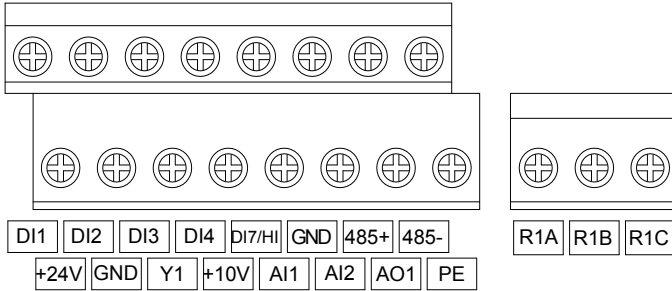 DI1 DI2 DI3 DI4 DI7/HI GND 485+ 485- R1A R1B R1C
+24V GND Y1 +10V AI1 AI2 AO1 PE